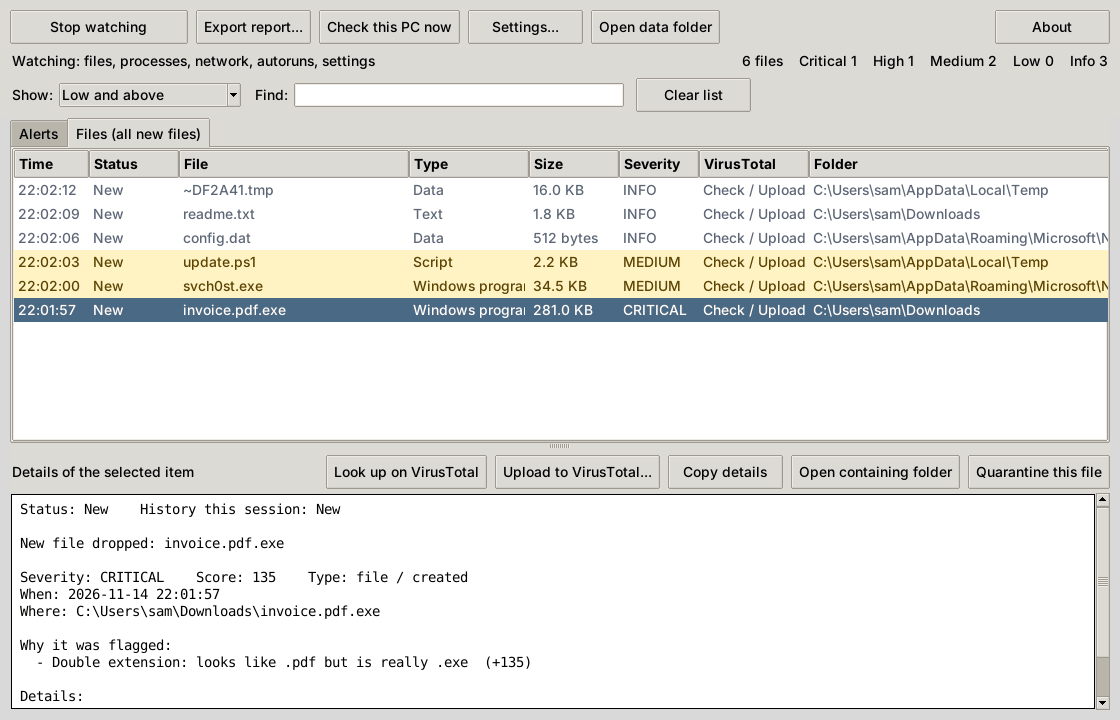 Stop watching Export report... Check this PC now Settings... Open data folder About
Watching: files, processes, network, autoruns, settings 6 files Critical 1 High 1 Medium 2 Low 0 Info 3
Show: Low and above Find: Clear list
Alerts Files (all new files)
Time Status File Type Size Severity VirusTotal Folder
22:02:12 New ~DF2A41.tmp Data 16.0 KB INFO Check / Upload C:\Users\sam\AppData\Local\Temp
22:02:09 New readme.txt Text 1.8 KB INFO Check / Upload C:\Users\sam\Downloads
22:02:06 New config.dat Data 512 bytes INFO Check / Upload C:\Users\sam\AppData\Roaming\Microsoft\N
22:02:03 New update.ps1 Script 2.2 KB MEDIUM Check / Upload C:\Users\sam\AppData\Local\Temp
22:02:00 New svch0st.exe Windows progra 34.5 KB MEDIUM Check / Upload C:\Users\sam\AppData\Roaming\Microsoft\N
22:01:57 New invoice.pdf.exe Windows progra 281.0 KB CRITICAL Check / Upload C:\Users\sam\Downloads
Details of the selected item Look up on VirusTotal Upload to VirusTotal... Copy details Open containing folder Quarantine this file
Status: New History this session: New
New file dropped: invoice.pdf.exe
Severity: CRITICAL Score: 135 Type: file / created
When: 2026-11-14 22:01:57
Where: C:\Users\sam\Downloads\invoice.pdf.exe
Why it was flagged:
- Double extension: looks like .pdf but is really .exe (+135)
Details: